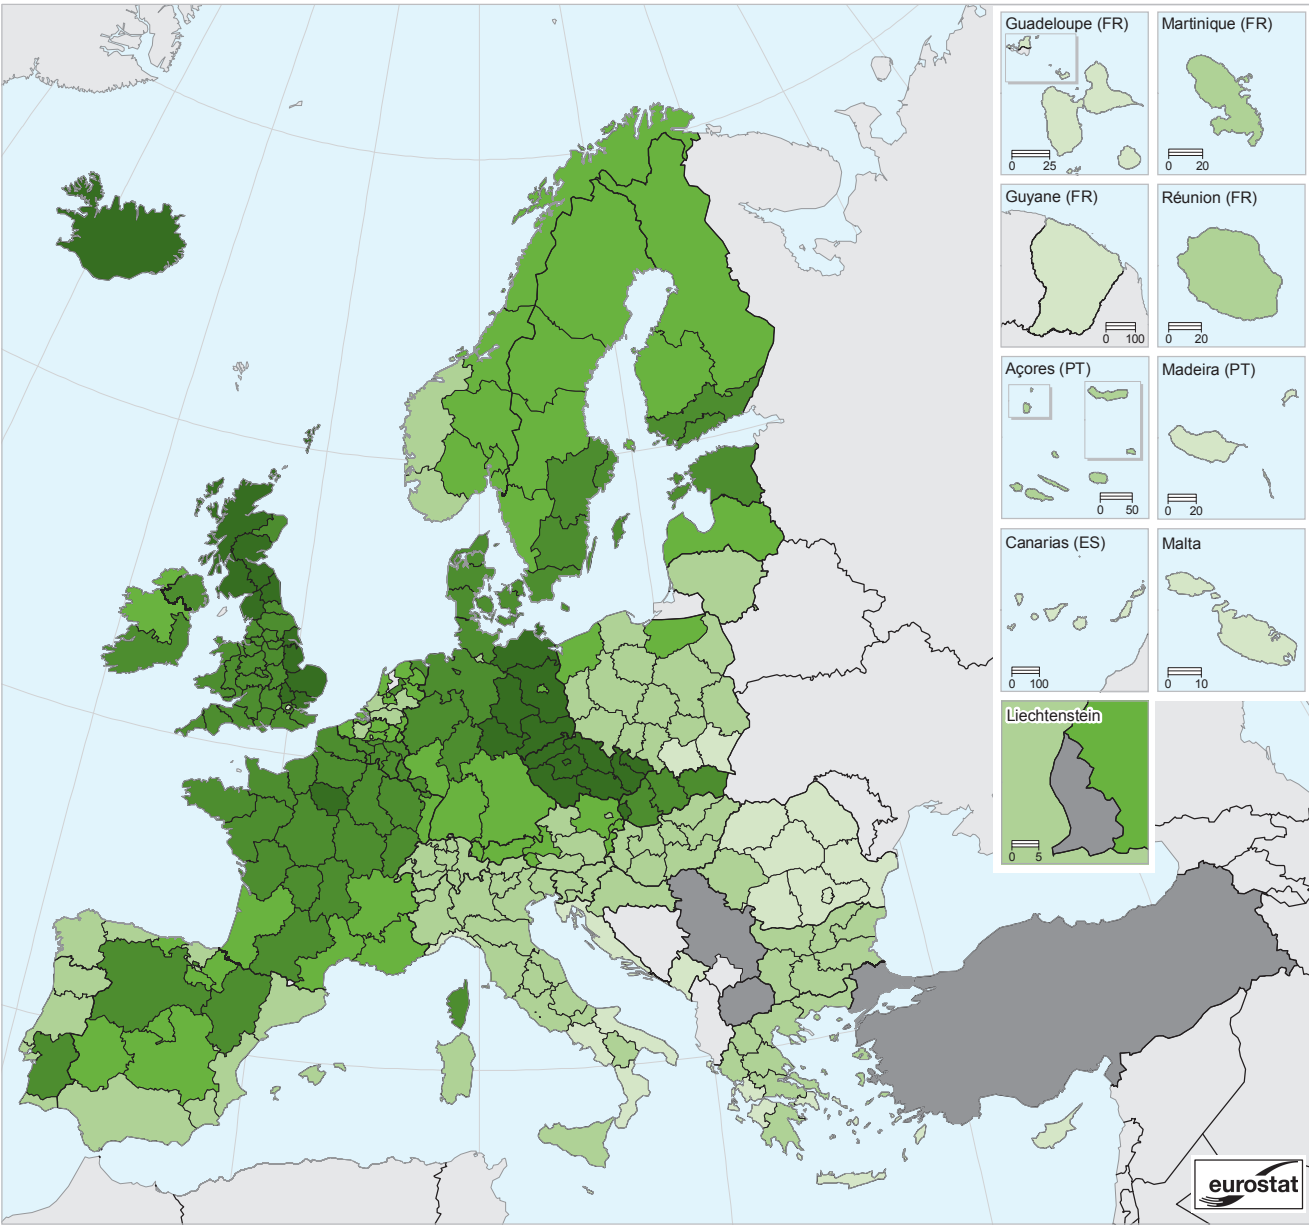 Guadeloupe (FR)
0 25
Martinique (FR)
0 20
Guyane (FR)
0 100
Réunion (FR)
0 20
Açores (PT)
0 50
Madeira (PT)
0 20
Canarias (ES)
0 100
Malta
0 10
Liechtenstein
0 5
eurostat